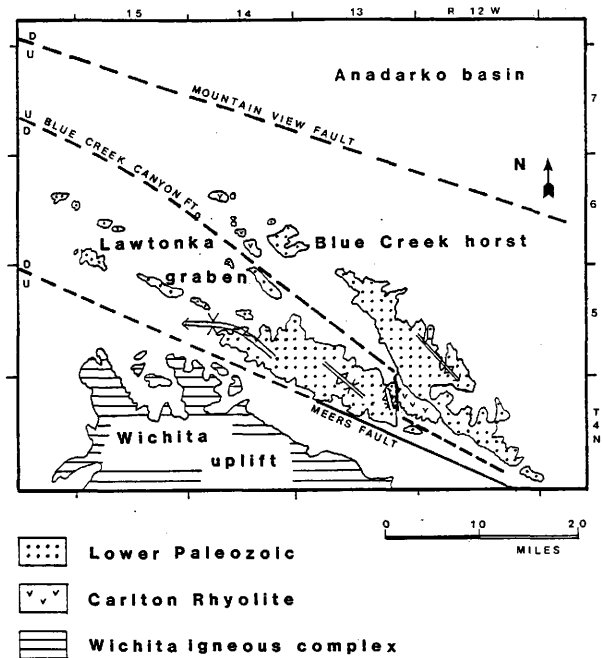 15 14 13 R 12 W
D
U
Anadarko basin
MOUNTAIN VIEW FAULT
7
U
D
BLUE CREEK CANYON FT.
N
6
Lawtonka
graben
Blue Creek horst
D
U
5
MEERS FAULT
T
4
N
Wichita
uplift
0 10 20
MILES
Lower Paleozoic
Carlton Rhyolite
Wichita igneous complex